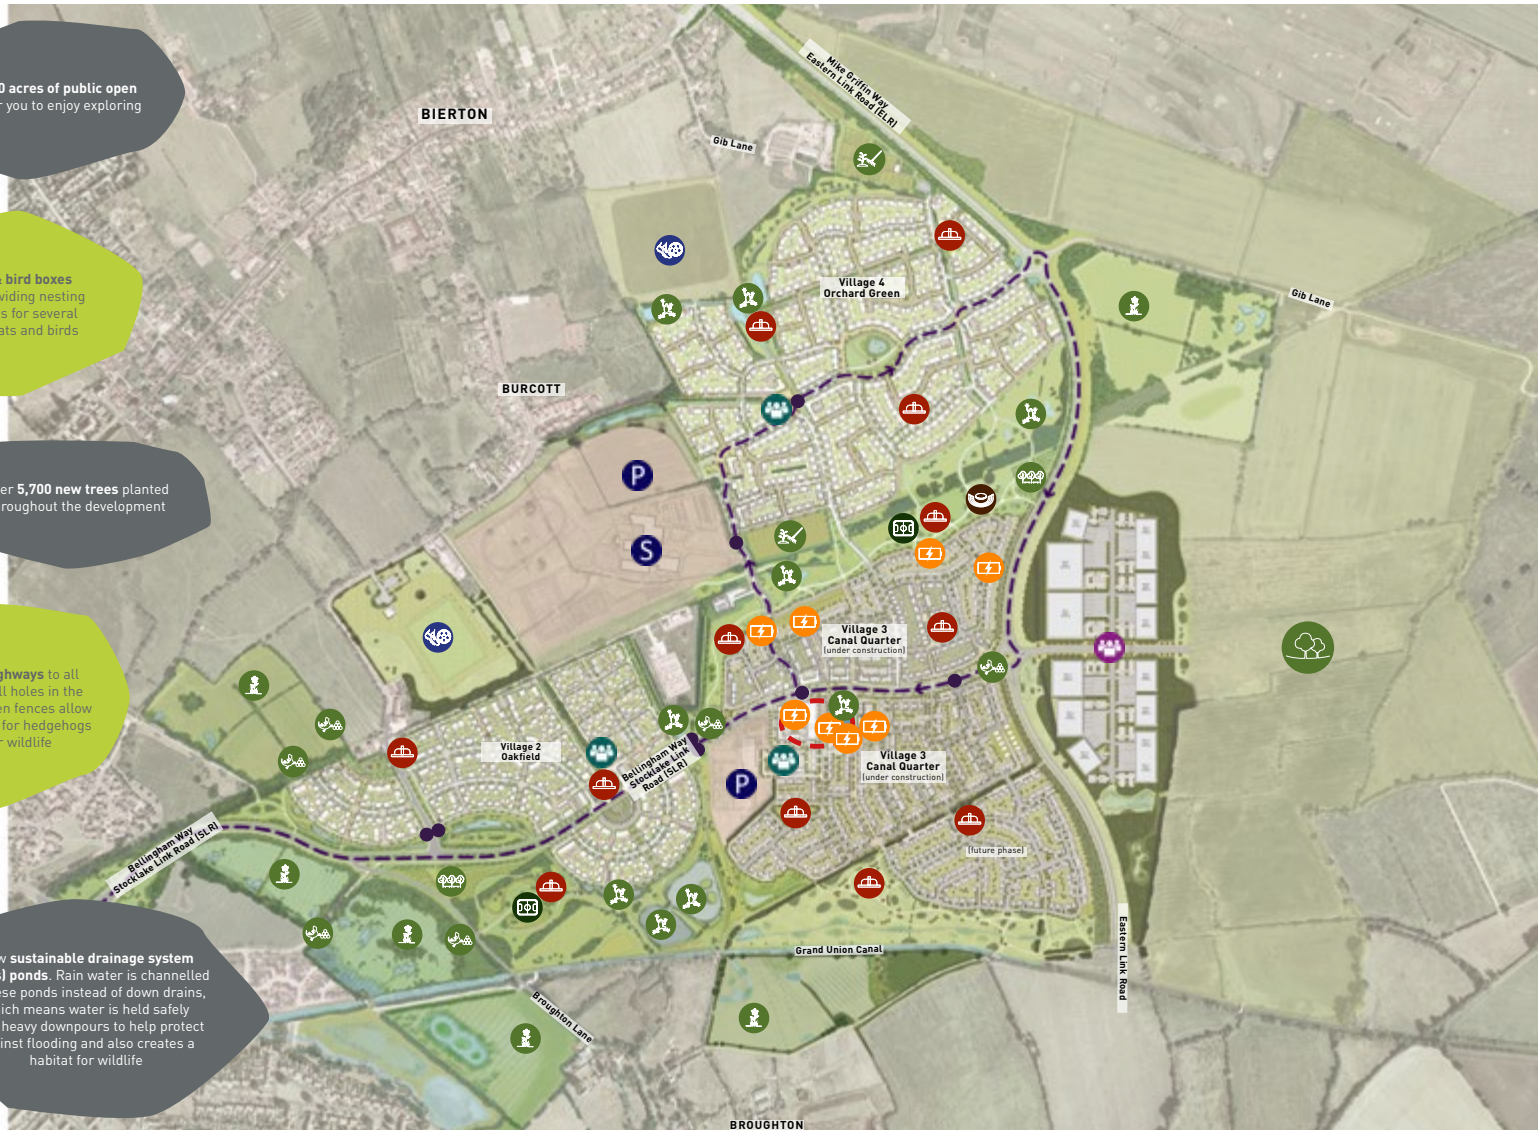 0 acres of public open
r you to enjoy exploring
& bird boxes
viding nesting
s for several
ats and birds
er 5,700 new trees planted
roughout the development
ghways to all
ll holes in the
en fences allow
for hedgehogs
r wildlife
w sustainable drainage system
s) ponds. Rain water is channelled
ese ponds instead of down drains,
ich means water is held safely
heavy downpours to help protect
inst flooding and also creates a
habitat for wildlife
BIERTON
Mike Griffin Way
Eastern Link Road (ELR)
Gib Lane
Village 4
Orchard Green
Gib Lane
BURCOTT
P
S
Village 3
Canal Quarter
(under construction)
Village 2
Oakfield
Bellingham Way
Stocklake Link
Road (SLR)
P
Village 3
Canal Quarter
(under construction)
Bellingham Way
Stocklake Link Road (SLR)
(future phase)
Grand Union Canal
Eastern Link Road
Broughton Lane
BROUGHTON